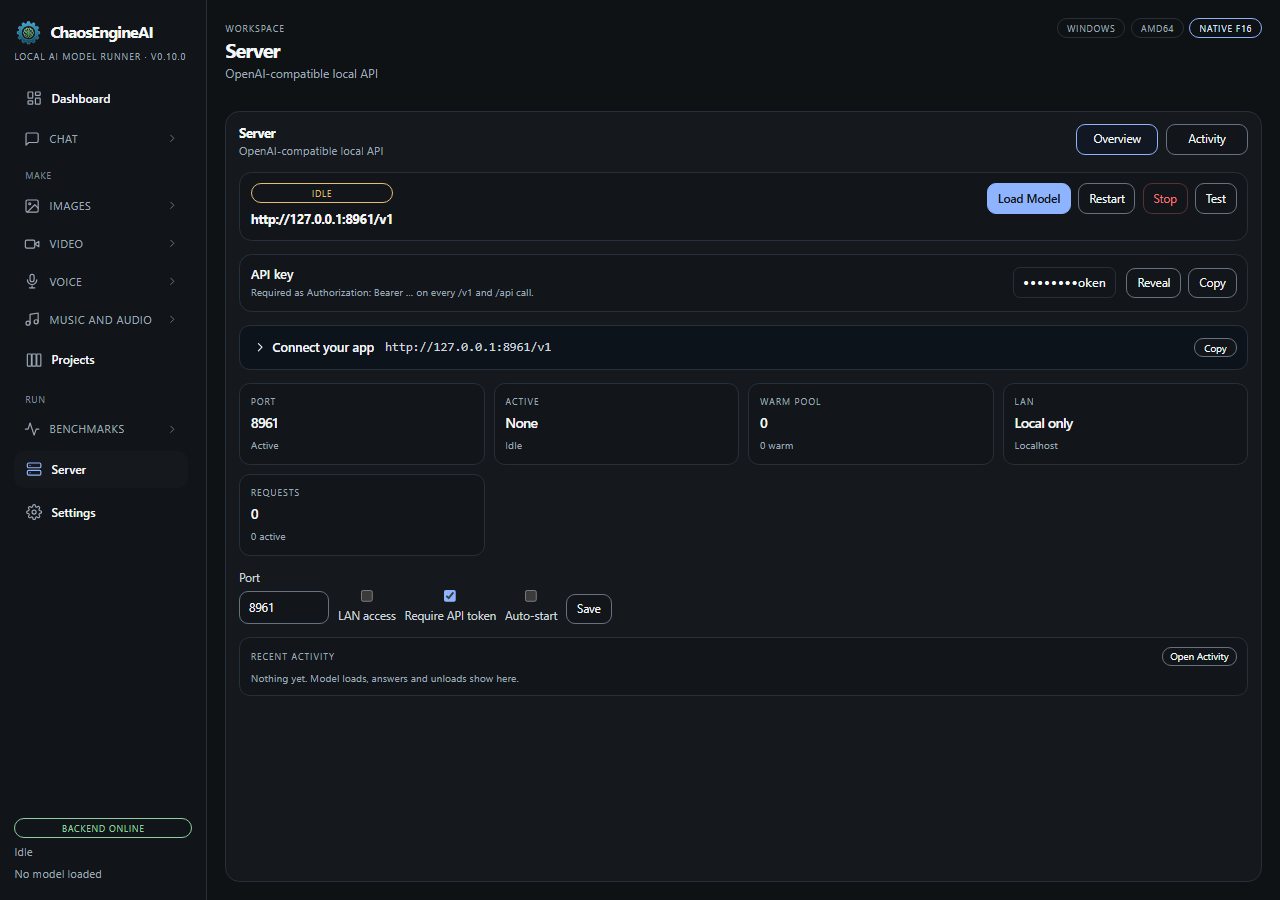 ChaosEngineAI
LOCAL AI MODEL RUNNER · V0.10.0
Dashboard
CHAT
MAKE
IMAGES
VIDEO
VOICE
MUSIC AND AUDIO
Projects
RUN
BENCHMARKS
Server
Settings
BACKEND ONLINE
Idle
No model loaded
WORKSPACE
Server
OpenAI-compatible local API
WINDOWS
AMD64
NATIVE F16
Server
OpenAI-compatible local API
Overview
Activity
IDLE
http://127.0.0.1:8961/v1
Load Model
Restart
Stop
Test
API key
Required as Authorization: Bearer ... on every /v1 and /api call.
••••••••oken
Reveal
Copy
Connect your app http://127.0.0.1:8961/v1
Copy
PORT
8961
Active
ACTIVE
None
Idle
WARM POOL
0
0 warm
LAN
Local only
Localhost
REQUESTS
0
0 active
Port
8961
LAN access
Require API token
Auto-start
Save
RECENT ACTIVITY
Open Activity
Nothing yet. Model loads, answers and unloads show here.